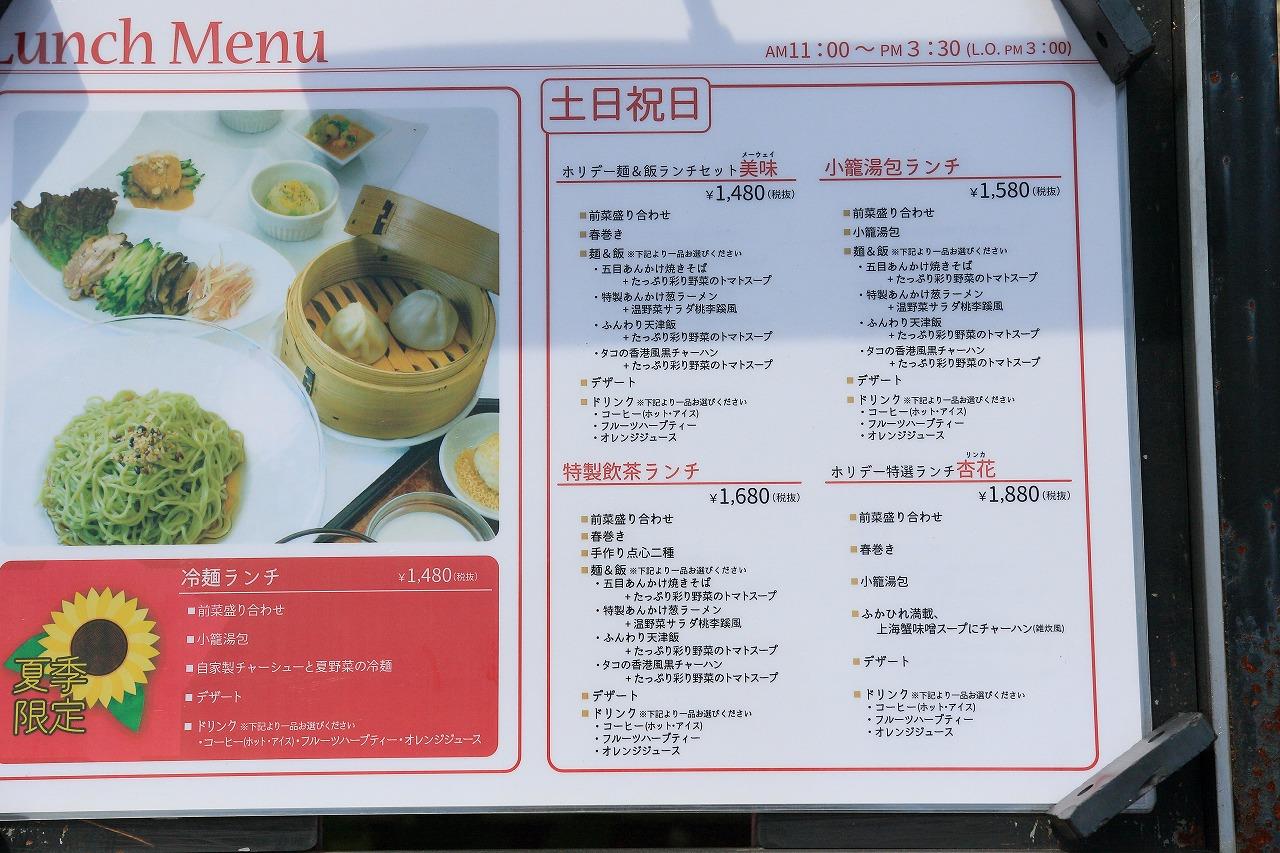 Lunch Menu
AM11：00～PM3：30 (L.O. PM3：00)
土日祝日
メーウェイ
ホリデー麺＆飯ランチセット美味
￥1,480(税抜)
■前菜盛り合わせ
■春巻き
■麺＆飯 ※下記より一品お選びください
・五目あんかけ焼きそば
+たっぷり彩り野菜のトマトスープ
・特製あんかけ葱ラーメン
+温野菜サラダ桃李蹊風
・ふんわり天津飯
+たっぷり彩り野菜のトマトスープ
・タコの香港風黒チャーハン
+たっぷり彩り野菜のトマトスープ
■デザート
■ドリンク ※下記より一品お選びください
・コーヒー(ホット・アイス)
・フルーツハーブティー
・オレンジジュース
小籠湯包ランチ
￥1,580(税抜)
■前菜盛り合わせ
■小籠湯包
■麺＆飯 ※下記より一品お選びください
・五目あんかけ焼きそば
+たっぷり彩り野菜のトマトスープ
・特製あんかけ葱ラーメン
+温野菜サラダ桃李蹊風
・ふんわり天津飯
+たっぷり彩り野菜のトマトスープ
・タコの香港風黒チャーハン
+たっぷり彩り野菜のトマトスープ
■デザート
■ドリンク ※下記より一品お選びください
・コーヒー(ホット・アイス)
・フルーツハーブティー
・オレンジジュース
特製飲茶ランチ
￥1,680(税抜)
■前菜盛り合わせ
■春巻き
■手作り点心二種
■麺＆飯 ※下記より一品お選びください
・五目あんかけ焼きそば
+たっぷり彩り野菜のトマトスープ
・特製あんかけ葱ラーメン
+温野菜サラダ桃李蹊風
・ふんわり天津飯
+たっぷり彩り野菜のトマトスープ
・タコの香港風黒チャーハン
+たっぷり彩り野菜のトマトスープ
■デザート
■ドリンク ※下記より一品お選びください
・コーヒー(ホット・アイス)
・フルーツハーブティー
・オレンジジュース
リンカ
ホリデー特選ランチ杏花
￥1,880(税抜)
■前菜盛り合わせ
■春巻き
■小籠湯包
■ふかひれ満載、
上海蟹味噌スープにチャーハン(雑炊風)
■デザート
■ドリンク ※下記より一品お選びください
・コーヒー(ホット・アイス)
・フルーツハーブティー
・オレンジジュース
夏季
限定
冷麺ランチ
￥1,480(税抜)
■前菜盛り合わせ
■小籠湯包
■自家製チャーシューと夏野菜の冷麺
■デザート
■ドリンク ※下記より一品お選びください
・コーヒー(ホット・アイス)・フルーツハーブティー・オレンジジュース